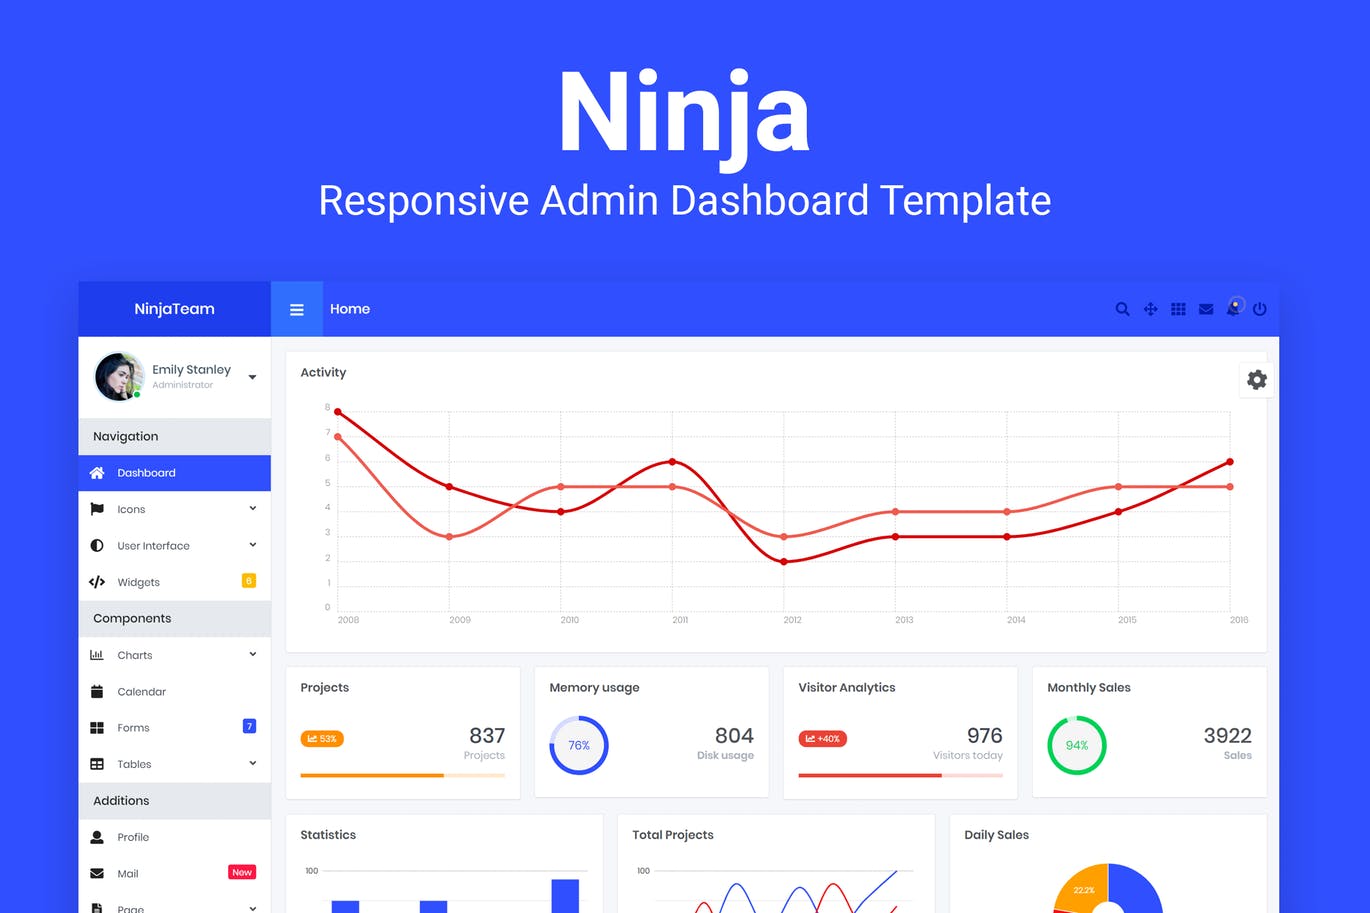 Ninja
Responsive Admin Dashboard Template
NinjaTeam
Home
Emily Stanley
Administrator
Navigation
Dashboard
Icons
User Interface
Widgets 6
Components
Charts
Calendar
Forms 7
Tables
Additions
Profile
Mail New
Page
Activity
8
7
6
5
4
3
2
1
0
2008 2009 2010 2011 2012 2013 2014 2015 2016
Projects
53%
837
Projects
Memory usage
76%
804
Disk usage
Visitor Analytics
+40%
976
Visitors today
Monthly Sales
94%
3922
Sales
Statistics
100
Total Projects
100
Daily Sales
22.2%